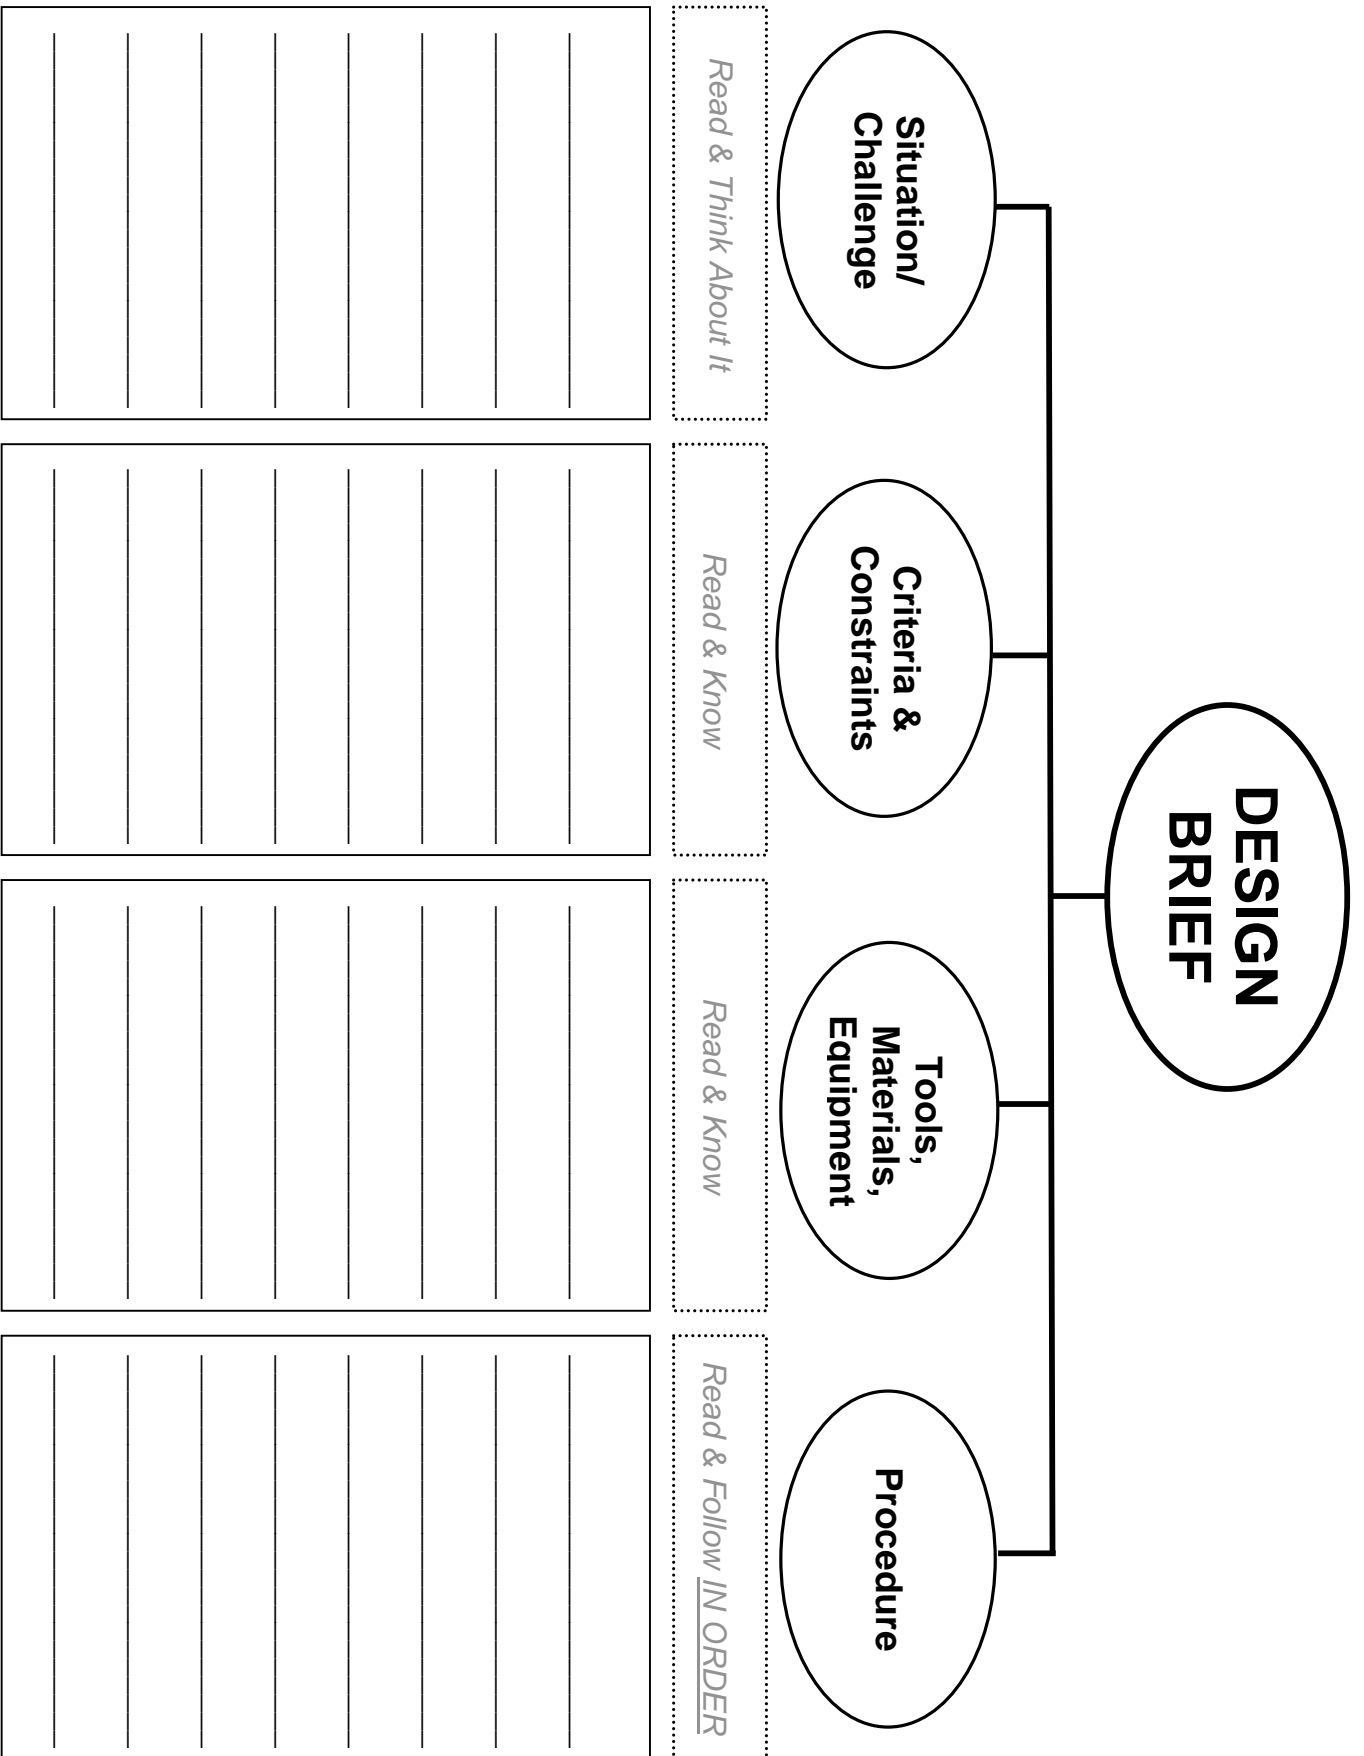 DESIGN
BRIEF
Situation/
Challenge
Criteria &
Constraints
Tools,
Materials,
Equipment
Procedure
Read & Think About It
Read & Know
Read & Know
Read & Follow IN ORDER